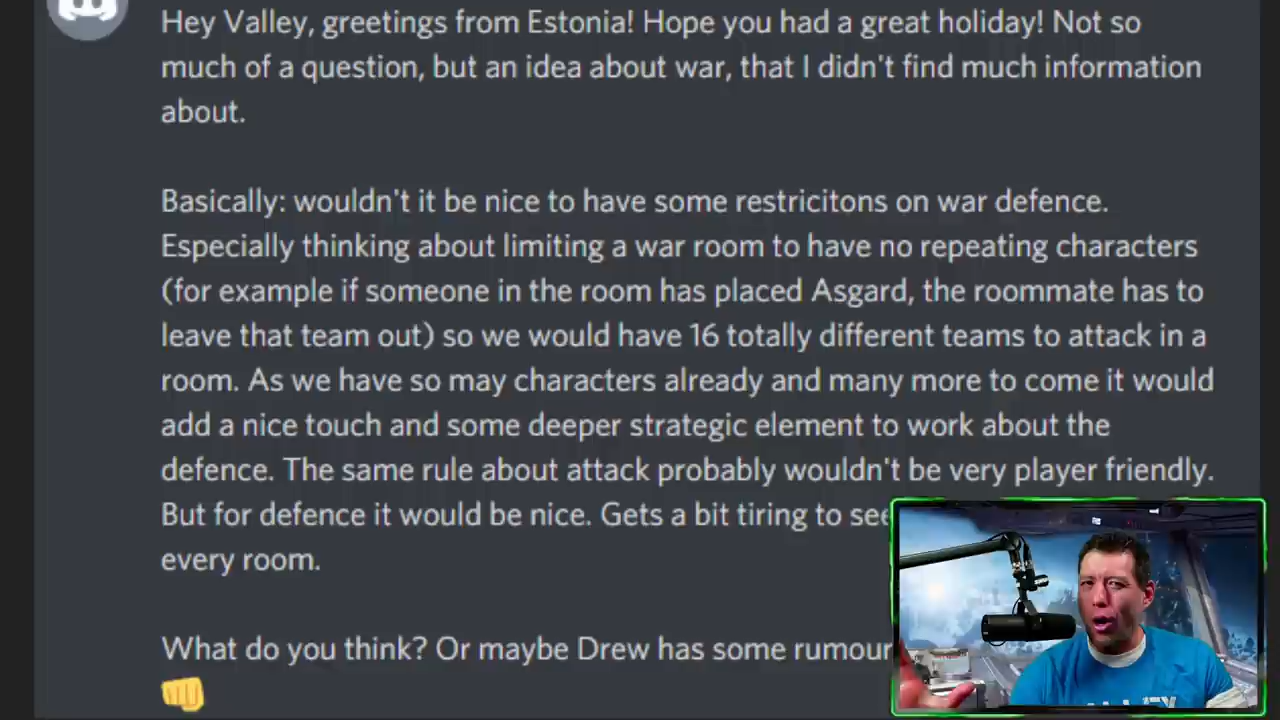 Hey Valley, greetings from Estonia! Hope you had a great holiday! Not so
much of a question, but an idea about war, that I didn't find much information
about.
Basically: wouldn't it be nice to have some restricitons on war defence.
Especially thinking about limiting a war room to have no repeating characters
(for example if someone in the room has placed Asgard, the roommate has to
leave that team out) so we would have 16 totally different teams to attack in a
room. As we have so may characters already and many more to come it would
add a nice touch and some deeper strategic element to work about the
defence. The same rule about attack probably wouldn't be very player friendly.
But for defence it would be nice. Gets a bit tiring to see
every room.
What do you think? Or maybe Drew has some rumour